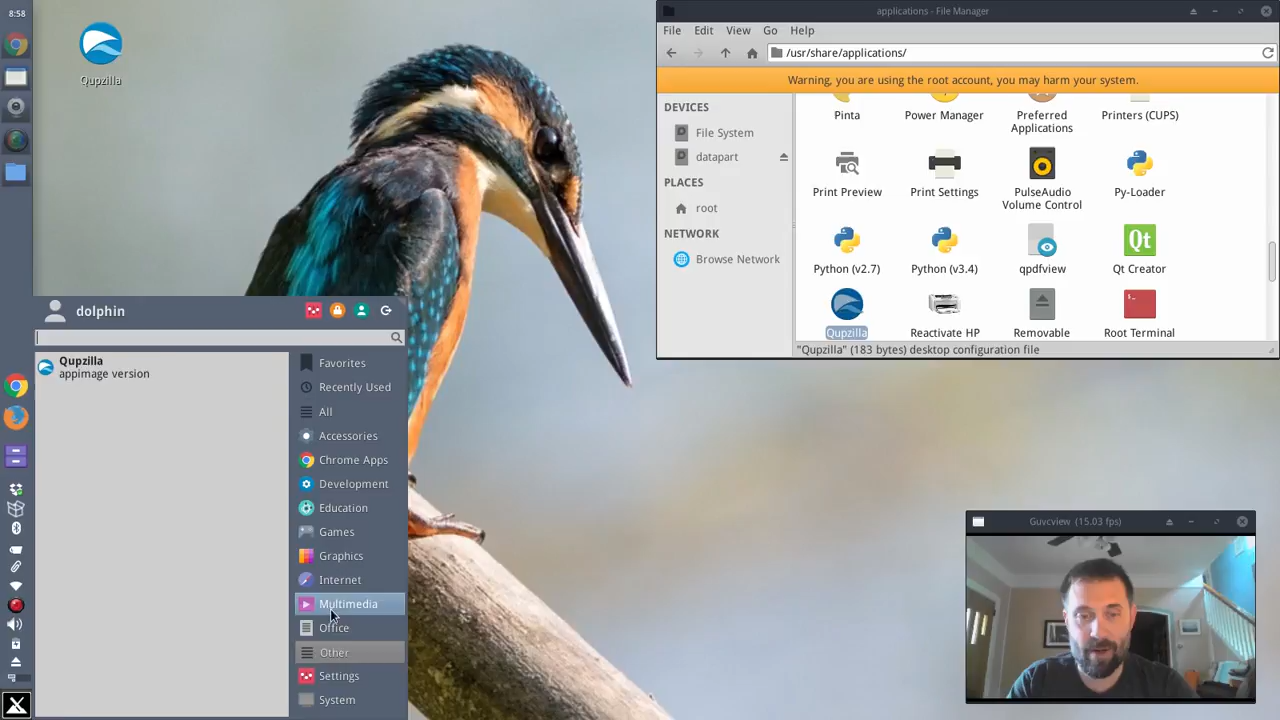 8:58
Qupzilla
applications - File Manager
File Edit View Go Help
/usr/share/applications/
Warning, you are using the root account, you may harm your system.
DEVICES
File System
datapart
PLACES
root
NETWORK
Browse Network
Pinta
Power Manager
Preferred
Applications
Printers (CUPS)
Print Preview
Print Settings
PulseAudio
Volume Control
Py-Loader
Python (v2.7)
Python (v3.4)
qpdfview
Qt
Qt Creator
Qupzilla
Reactivate HP
Removable
Root Terminal
"Qupzilla" (183 bytes) desktop configuration file
dolphin
Qupzilla
appimage version
Favorites
Recently Used
All
Accessories
Chrome Apps
Development
Education
Games
Graphics
Internet
Multimedia
Office
Other
Settings
System
Guvcview (15.03 fps)